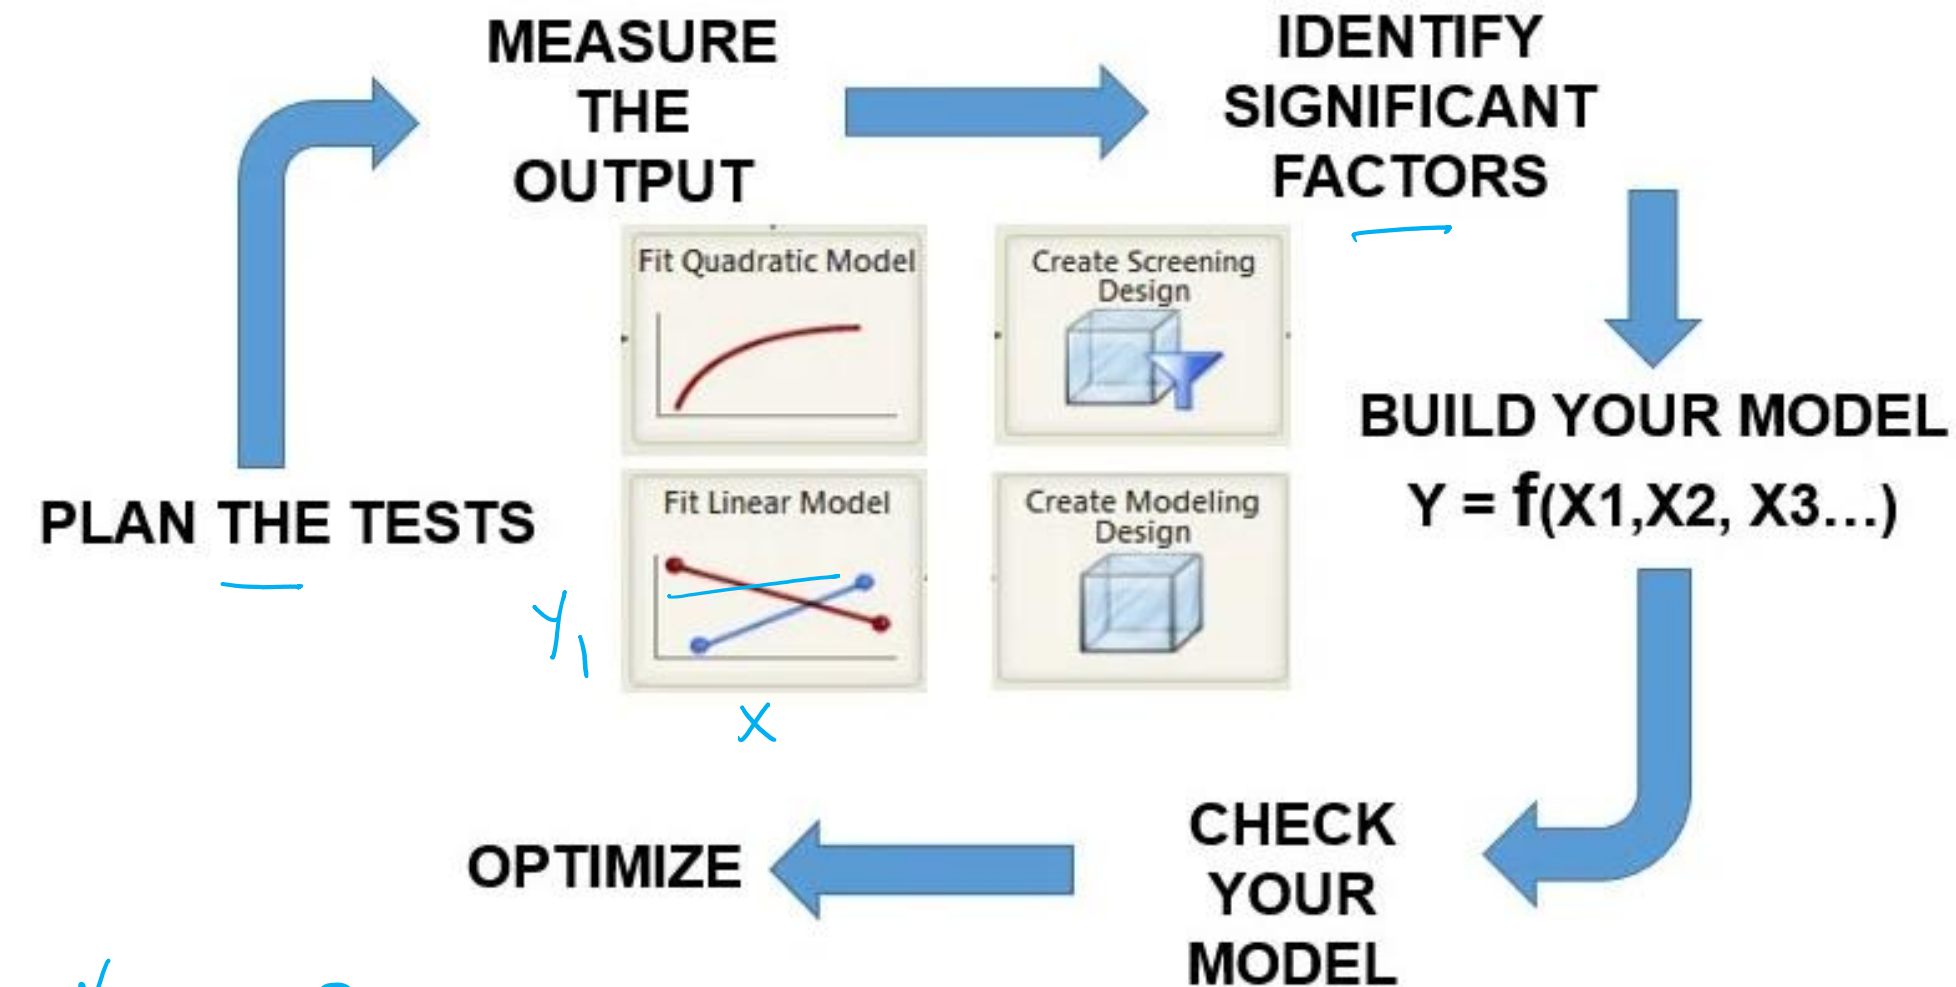 MEASURE
THE
OUTPUT
IDENTIFY
SIGNIFICANT
FACTORS
Fit Quadratic Model
Create Screening
Design
BUILD YOUR MODEL
Y = f(X1,X2, X3...)
PLAN THE TESTS
Fit Linear Model
Create Modeling
Design
Y1
X
OPTIMIZE
CHECK
YOUR
MODEL